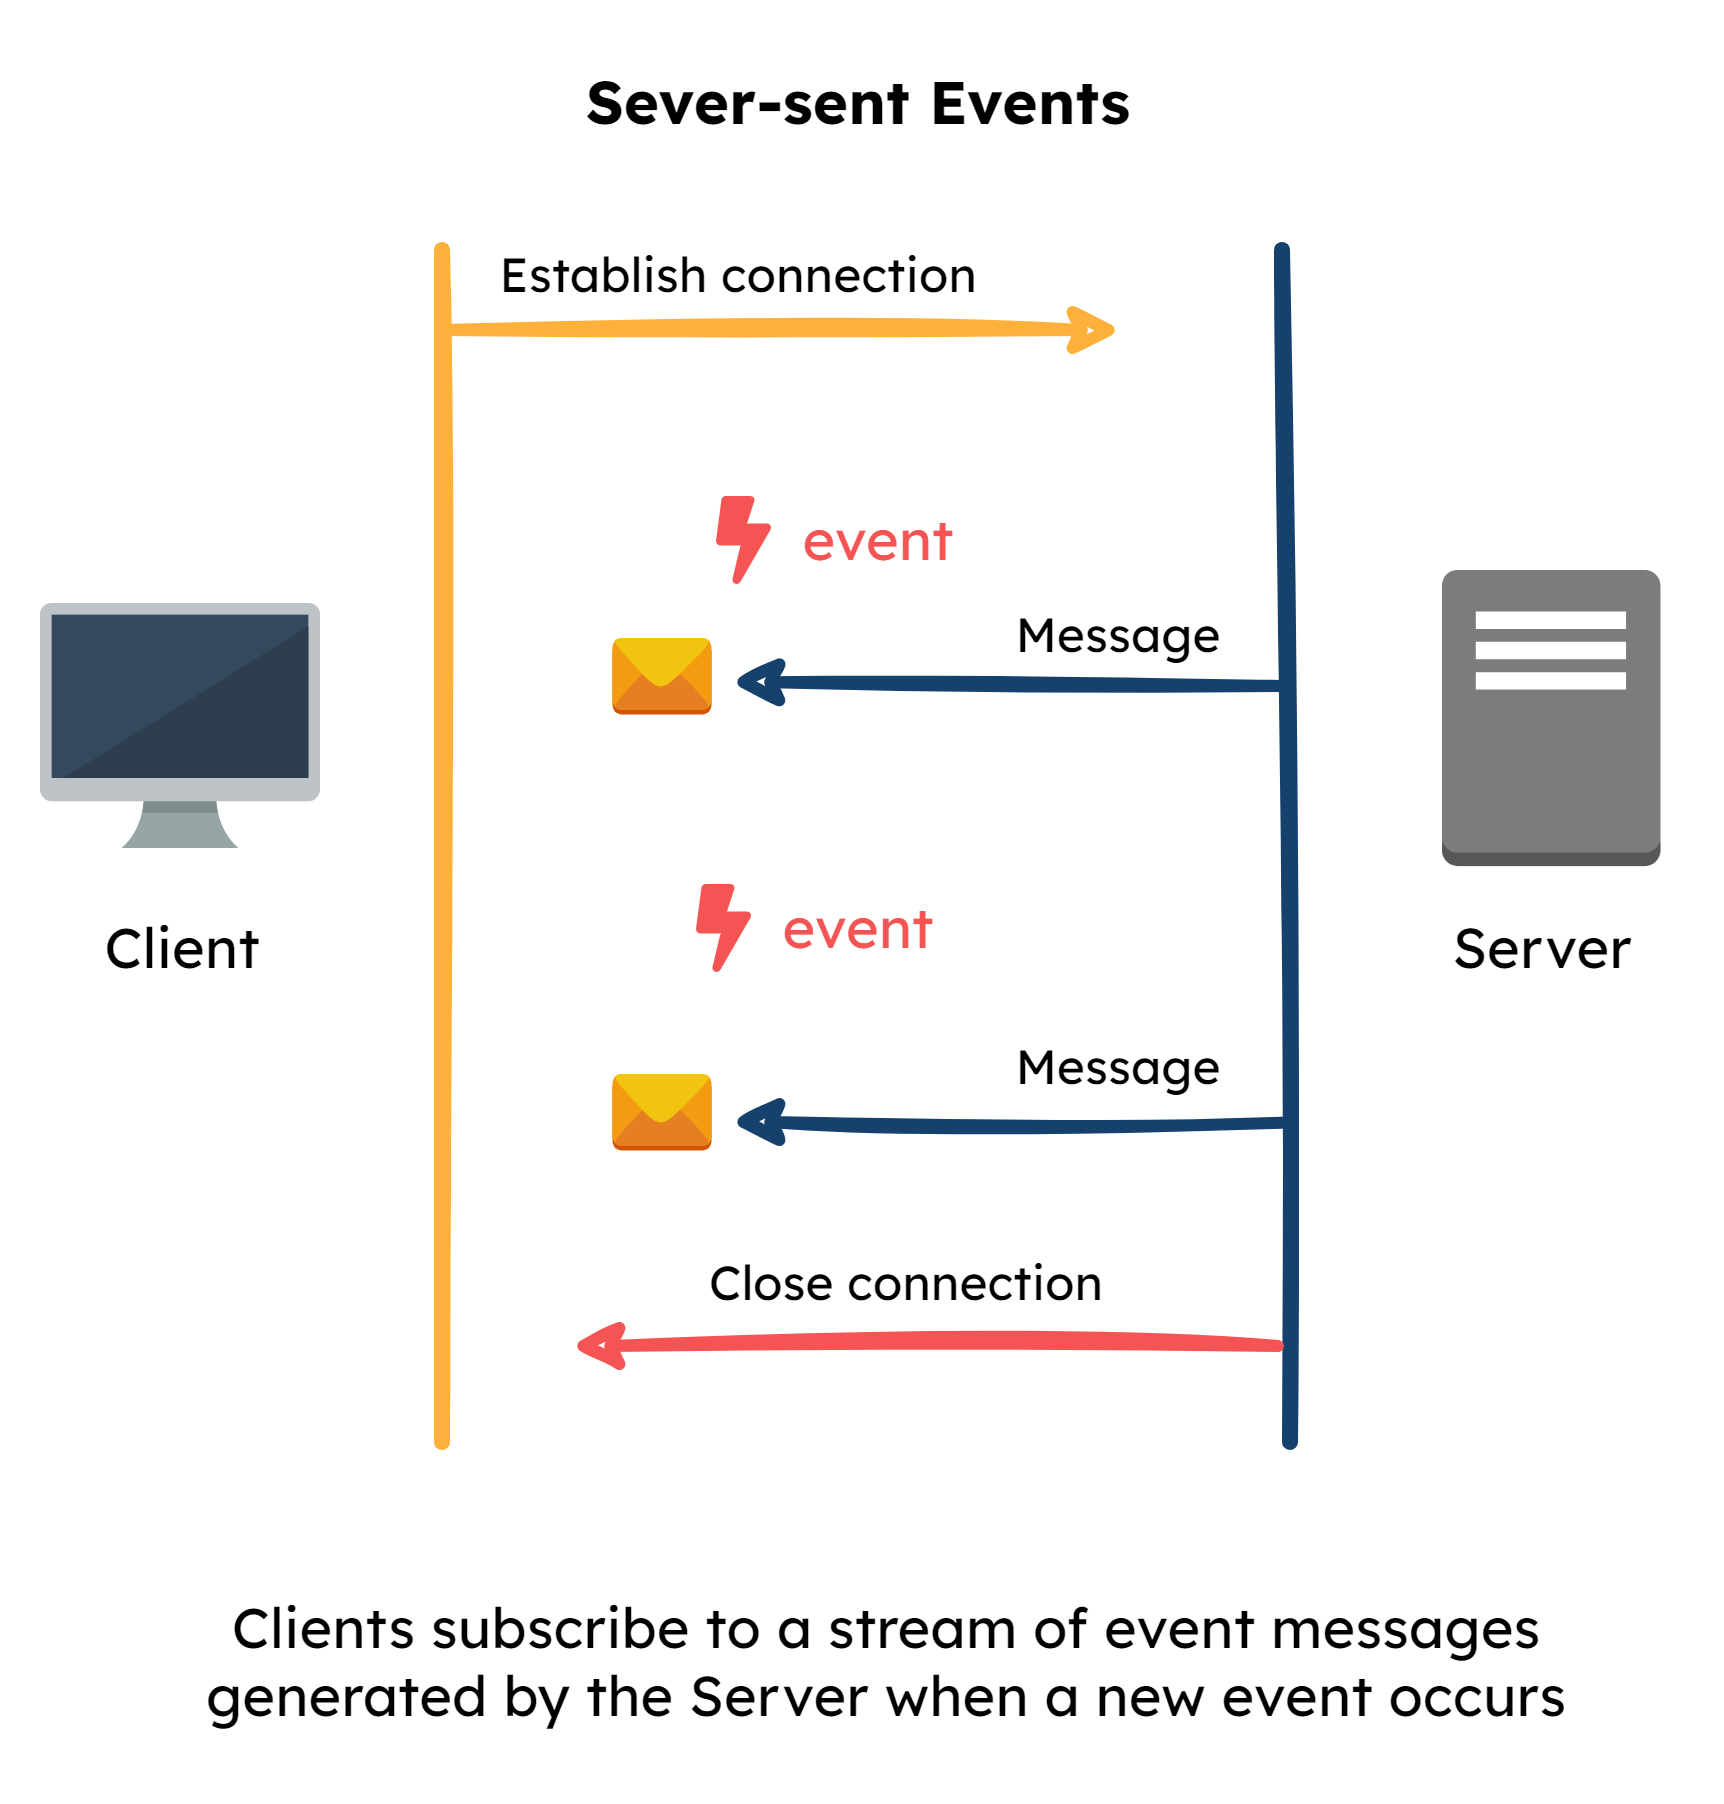 Sever-sent Events
Establish connection
event
Message
Client
Server
event
Message
Close connection
Clients subscribe to a stream of event messages
generated by the Server when a new event occurs